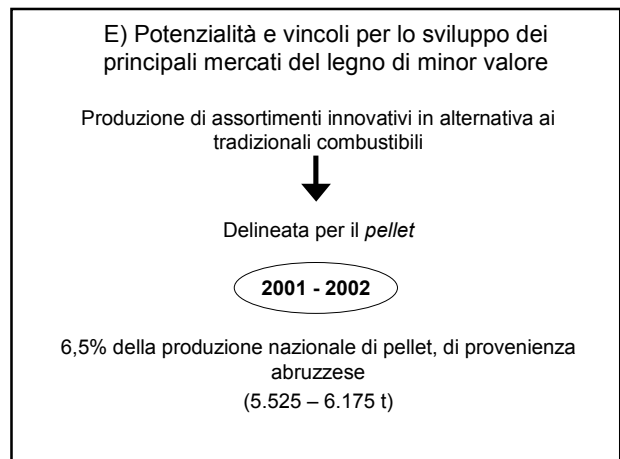 E) Potenzialità e vincoli per lo sviluppo dei
principali mercati del legno di minor valore
Produzione di assortimenti innovativi in alternativa ai
tradizionali combustibili
Delineata per il pellet
2001 - 2002
6,5% della produzione nazionale di pellet, di provenienza
abruzzese
(5.525 – 6.175 t)